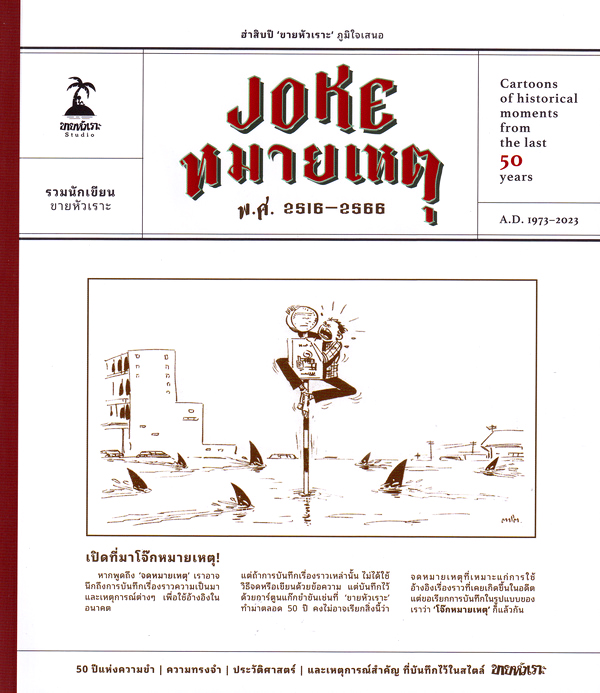 ฮ่าสิบปี ‘ขายหัวเราะ’ ภูมิใจเสนอ
ขายหัวเราะ
Studio
รวมนักเขียน
ขายหัวเราะ
JOKE
หมายเหตุ
พ.ศ. 2516–2566
Cartoons
of historical
moments
from
the last
50
years
A.D. 1973–2023
เปิดที่มาโจ๊กหมายเหตุ!
หากพูดถึง ‘จดหมายเหตุ’ เราอาจ
นึกถึงการบันทึกเรื่องราวความเป็นมา
และเหตุการณ์ต่างๆ เพื่อใช้อ้างอิงใน
อนาคต
แต่ถ้าการบันทึกเรื่องราวเหล่านั้น ไม่ได้ใช้
วิธีจดหรือเขียนด้วยข้อความ แต่บันทึกไว้
ด้วยการ์ตูนแก๊กขำขันเช่นที่ ‘ขายหัวเราะ’
ทำมาตลอด 50 ปี คงไม่อาจเรียกสิ่งนี้ว่า
จดหมายเหตุที่เหมาะแก่การใช้
อ้างอิงเรื่องราวที่เคยเกิดขึ้นในอดีต
แต่ขอเรียกการบันทึกในรูปแบบของ
เราว่า ‘โจ๊กหมายเหตุ’ ก็แล้วกัน
50 ปีแห่งความขำ | ความทรงจำ | ประวัติศาสตร์ | และเหตุการณ์สำคัญ ที่บันทึกไว้ในสไตล์ ขายหัวเราะ